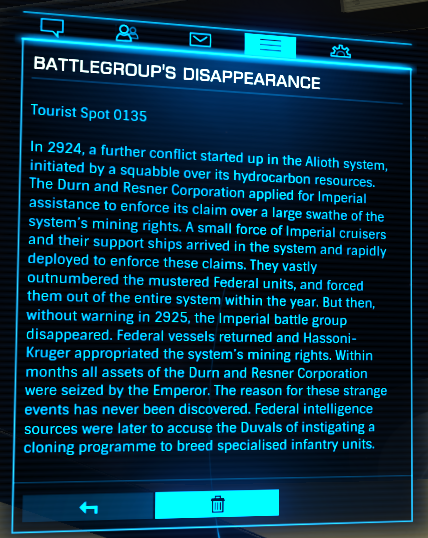 BATTLEGROUP'S DISAPPEARANCE
Tourist Spot 0135
In 2924, a further conflict started up in the Alioth system,
initiated by a squabble over its hydrocarbon resources.
The Durn and Resner Corporation applied for Imperial
assistance to enforce its claim over a large swathe of the
system's mining rights. A small force of Imperial cruisers
and their support ships arrived in the system and rapidly
deployed to enforce these claims. They vastly
outnumbered the mustered Federal units, and forced
them out of the entire system within the year. But then,
without warning in 2925, the Imperial battle group
disappeared. Federal vessels returned and Hassoni-
Kruger appropriated the system's mining rights. Within
months all assets of the Durn and Resner Corporation
were seized by the Emperor. The reason for these strange
events has never been discovered. Federal intelligence
sources were later to accuse the Duvals of instigating a
cloning programme to breed specialised infantry units.